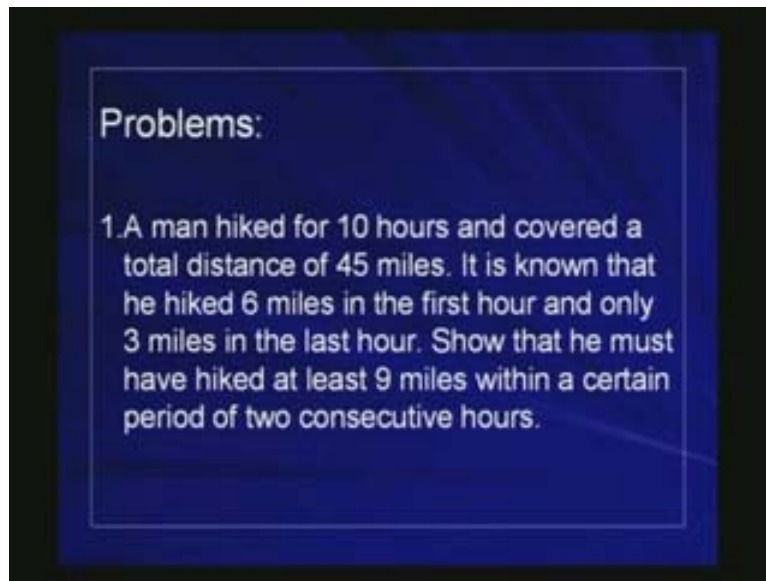 Problems:
1.A man hiked for 10 hours and covered a
total distance of 45 miles. It is known that
he hiked 6 miles in the first hour and only
3 miles in the last hour. Show that he must
have hiked at least 9 miles within a certain
period of two consecutive hours.